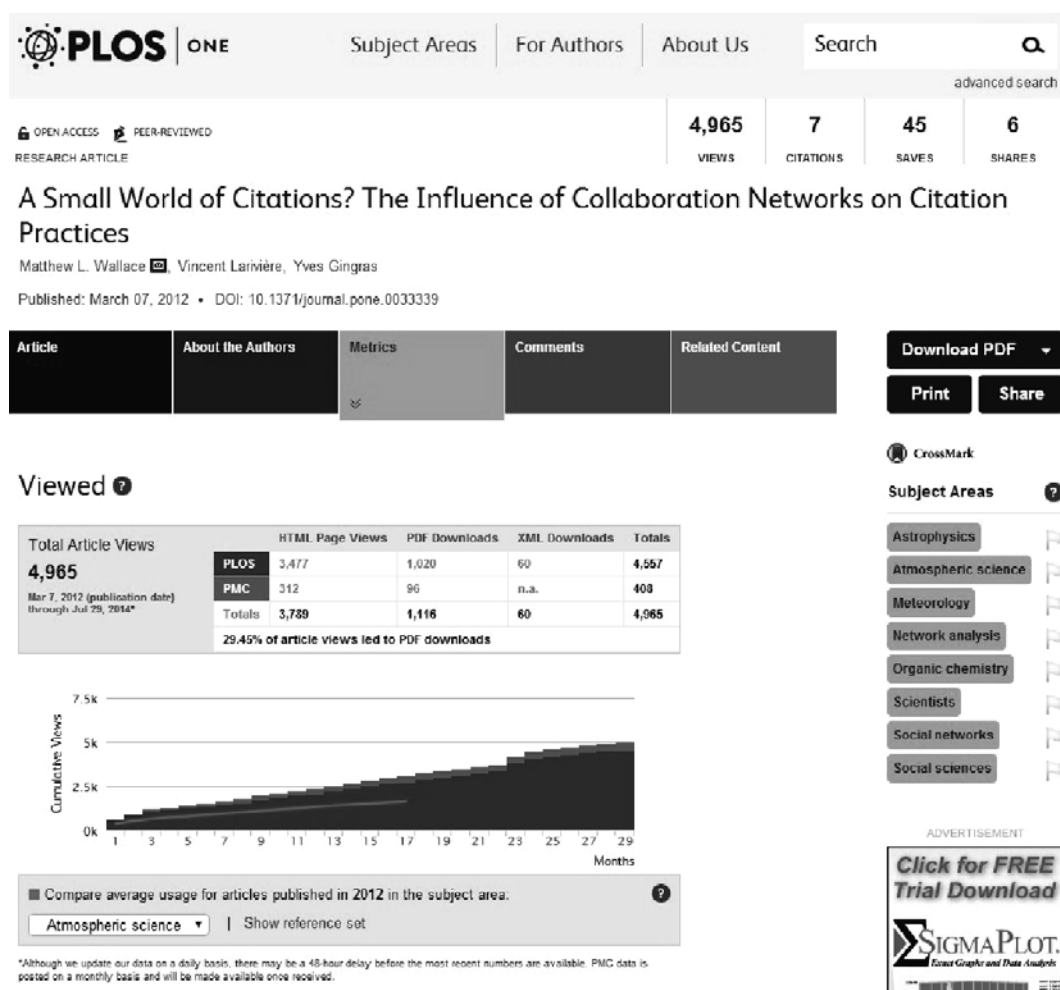 PLOS ONE
Subject Areas For Authors About Us Search
advanced search
OPEN ACCESS PEER-REVIEWED
RESEARCH ARTICLE
4,965 7 45 6
VIEWS CITATIONS SAVES SHARES
A Small World of Citations? The Influence of Collaboration Networks on Citation
Practices
Matthew L. Wallace, Vincent Larivière, Yves Gingras
Published: March 07, 2012 • DOI: 10.1371/journal.pone.0033339
Article About the Authors Metrics Comments Related Content
Download PDF
Print Share
CrossMark
Viewed ?
Total Article Views
4,965
Mar 7, 2012 (publication date)
through Jul 29, 2014*
HTML Page Views PDF Downloads XML Downloads Totals
PLOS 3,477 1,020 60 4,557
PMC 312 96 n.a. 408
Totals 3,789 1,116 60 4,965
29.45% of article views led to PDF downloads
Cumulative Views
7.5k
5k
2.5k
0k
1 3 5 7 9 11 13 15 17 19 21 23 25 27 29
Months
Compare average usage for articles published in 2012 in the subject area: ?
Atmospheric science | Show reference set
*Although we update our data on a daily basis, there may be a 48-hour delay before the most recent numbers are available. PMC data is
posted on a monthly basis and will be made available once received.
Subject Areas ?
Astrophysics
Atmospheric science
Meteorology
Network analysis
Organic chemistry
Scientists
Social networks
Social sciences
ADVERTISEMENT
Click for FREE
Trial Download
SIGMAPLOT.
Exact Graphs and Data Analysis